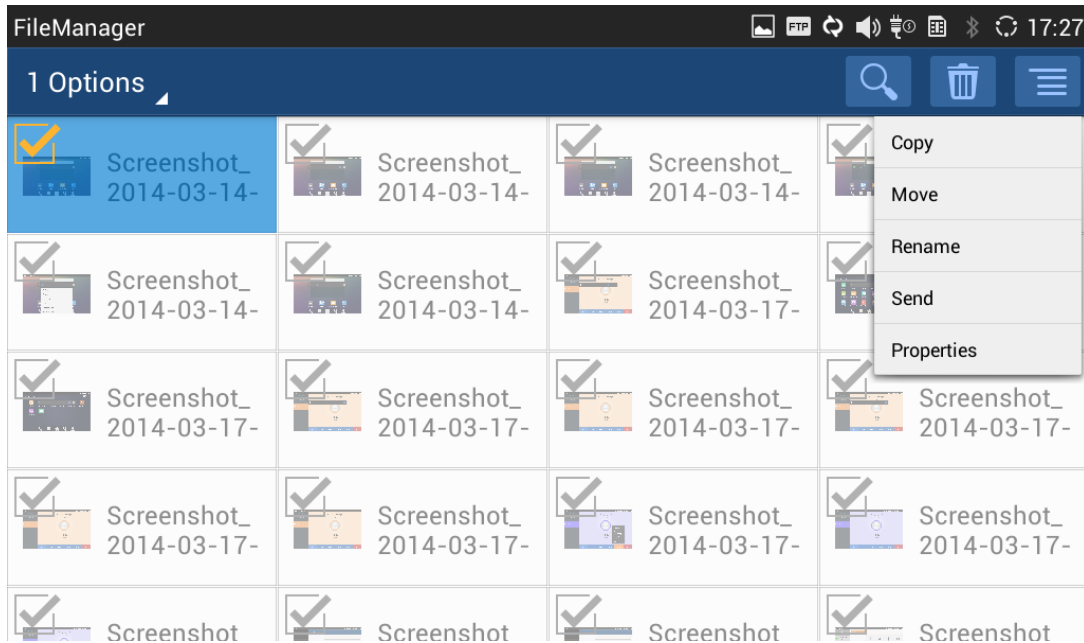 FileManager
FTP
17:27
1 Options
Screenshot_
2014-03-14-
Screenshot_
2014-03-14-
Screenshot_
2014-03-14-
Copy
Move
Rename
Send
Properties
Screenshot_
2014-03-14-
Screenshot_
2014-03-14-
Screenshot_
2014-03-17-
Screenshot_
2014-03-17-
Screenshot_
2014-03-17-
Screenshot_
2014-03-17-
Screenshot_
2014-03-17-
Screenshot_
2014-03-17-
Screenshot_
2014-03-17-
Screenshot_
2014-03-17-
Screenshot_
2014-03-17-
Screenshot
Screenshot
Screenshot
Screenshot